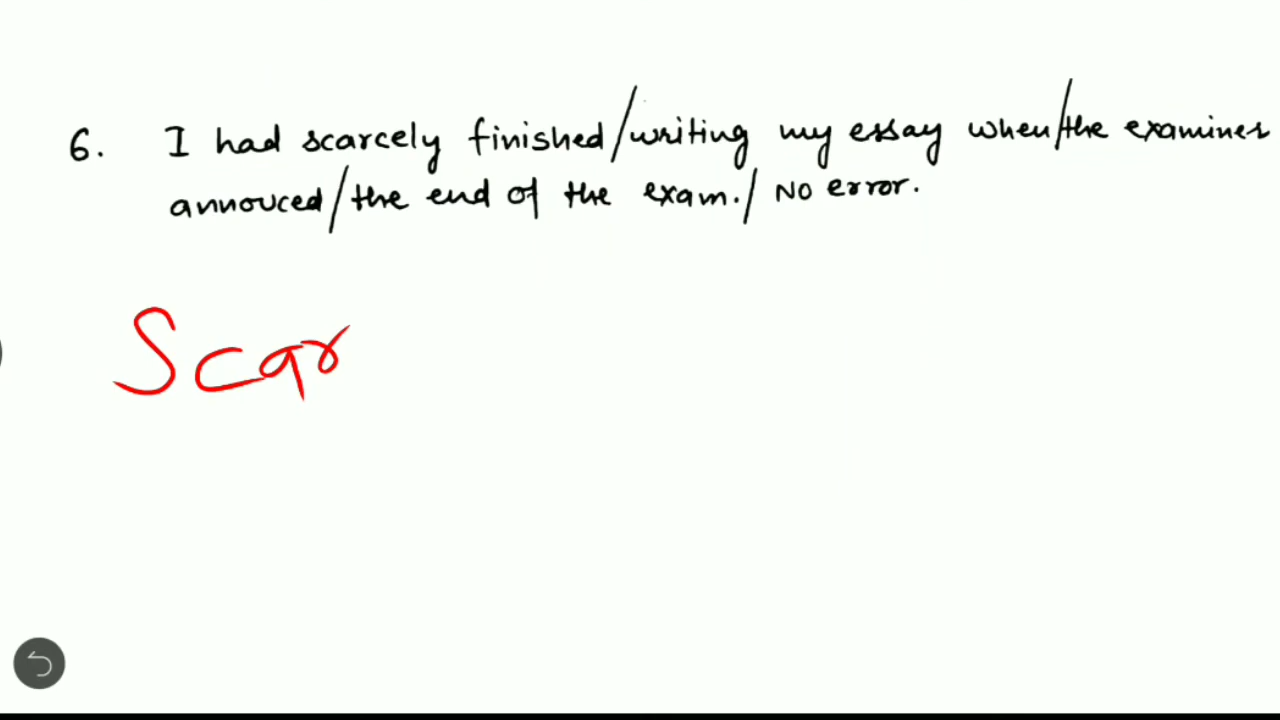 6. I had scarcely finished/writing my essay when/the examiner
annouced/the end of the exam./ No error.
Scar